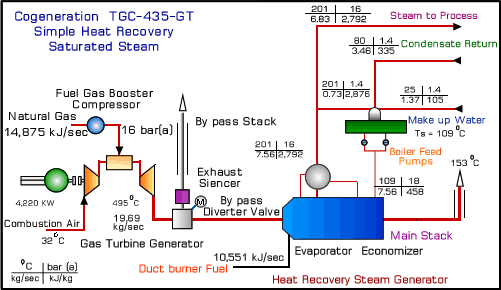 Cogeneration TGC-435-GT
Simple Heat Recovery
Saturated Steam
201 16
6.83 2,792
Steam to Process
80 1.4
3.46 335
Condensate Return
Fuel Gas Booster
Compressor
Natural Gas
14,875 kJ/sec
16 bar(a)
By pass Stack
201 1.4
0.73 2,876
25 1.4
1.37 105
Make up Water
Ts = 109 °C
Boiler Feed
Pumps
201 16
7.56 2,792
153 °C
109 18
7.56 458
Exhaust
Siencer
M
By pass
Diverter Valve
4,220 KW
495 °C
19,69
kg/sec
Combustion Air
32 °C
Gas Turbine Generator
Main Stack
Evaporator Economizer
10,551 kJ/sec
Duct burner Fuel
Heat Recovery Steam Generator
°C bar (a)
kg/sec kJ/kg